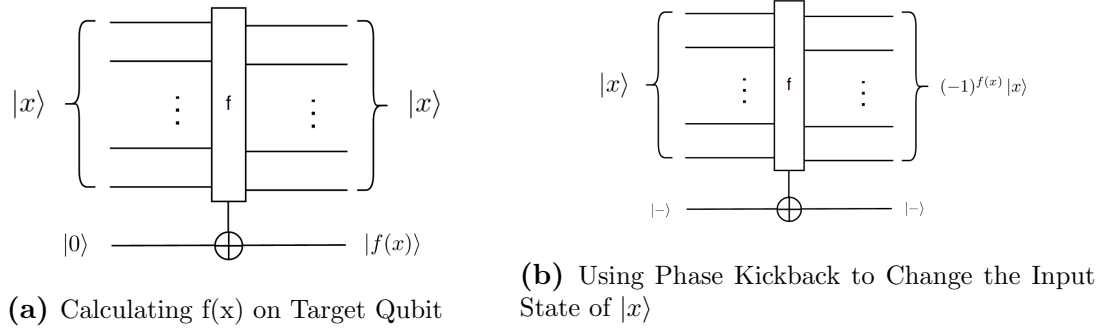 |x⟩
f
|x⟩
|0⟩
|f(x)⟩
(a) Calculating f(x) on Target Qubit
|x⟩
f
(−1)^{f(x)} |x⟩
|−⟩
|−⟩
(b) Using Phase Kickback to Change the Input
State of |x⟩